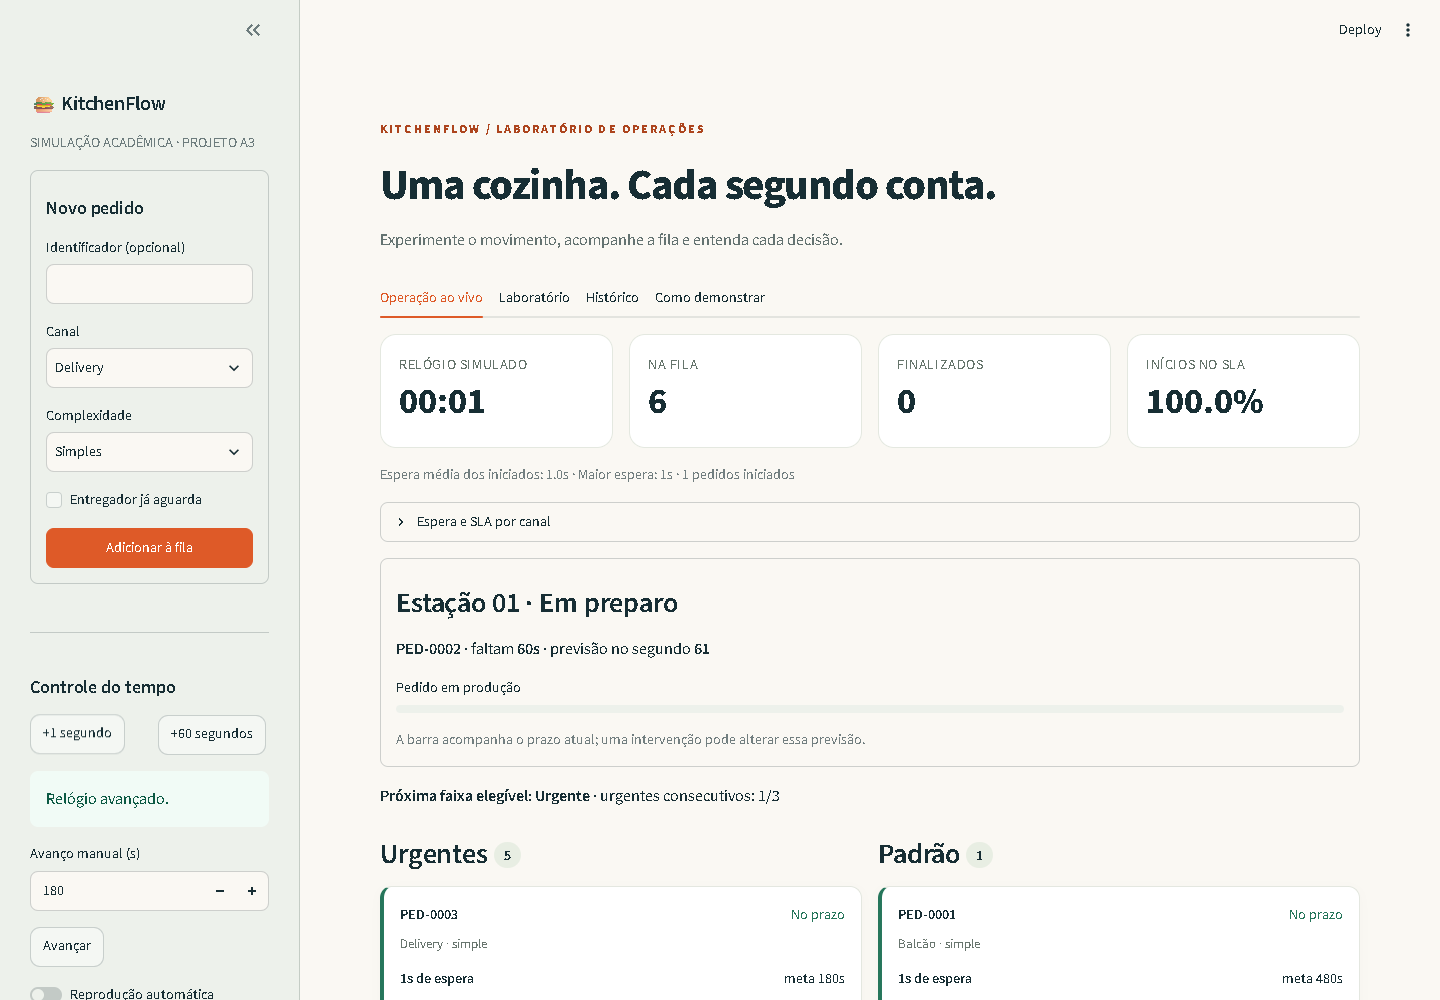 KitchenFlow
SIMULAÇÃO ACADÊMICA · PROJETO A3
Novo pedido
Identificador (opcional)
Canal
Delivery
Complexidade
Simples
Entregador já aguarda
Adicionar à fila
Controle do tempo
+1 segundo
+60 segundos
Relógio avançado.
Avanço manual (s)
180
Avançar
Reprodução automática
Deploy
KITCHENFLOW / LABORATÓRIO DE OPERAÇÕES
Uma cozinha. Cada segundo conta.
Experimente o movimento, acompanhe a fila e entenda cada decisão.
Operação ao vivo
Laboratório
Histórico
Como demonstrar
RELÓGIO SIMULADO
00:01
NA FILA
6
FINALIZADOS
0
INÍCIOS NO SLA
100.0%
Espera média dos iniciados: 1.0s · Maior espera: 1s · 1 pedidos iniciados
Espera e SLA por canal
Estação 01 · Em preparo
PED-0002 · faltam 60s · previsão no segundo 61
Pedido em produção
A barra acompanha o prazo atual; uma intervenção pode alterar essa previsão.
Próxima faixa elegível: Urgente · urgentes consecutivos: 1/3
Urgentes 5
PED-0003 No prazo
Delivery · simple
1s de espera meta 180s
Padrão 1
PED-0001 No prazo
Balcão · simple
1s de espera meta 480s